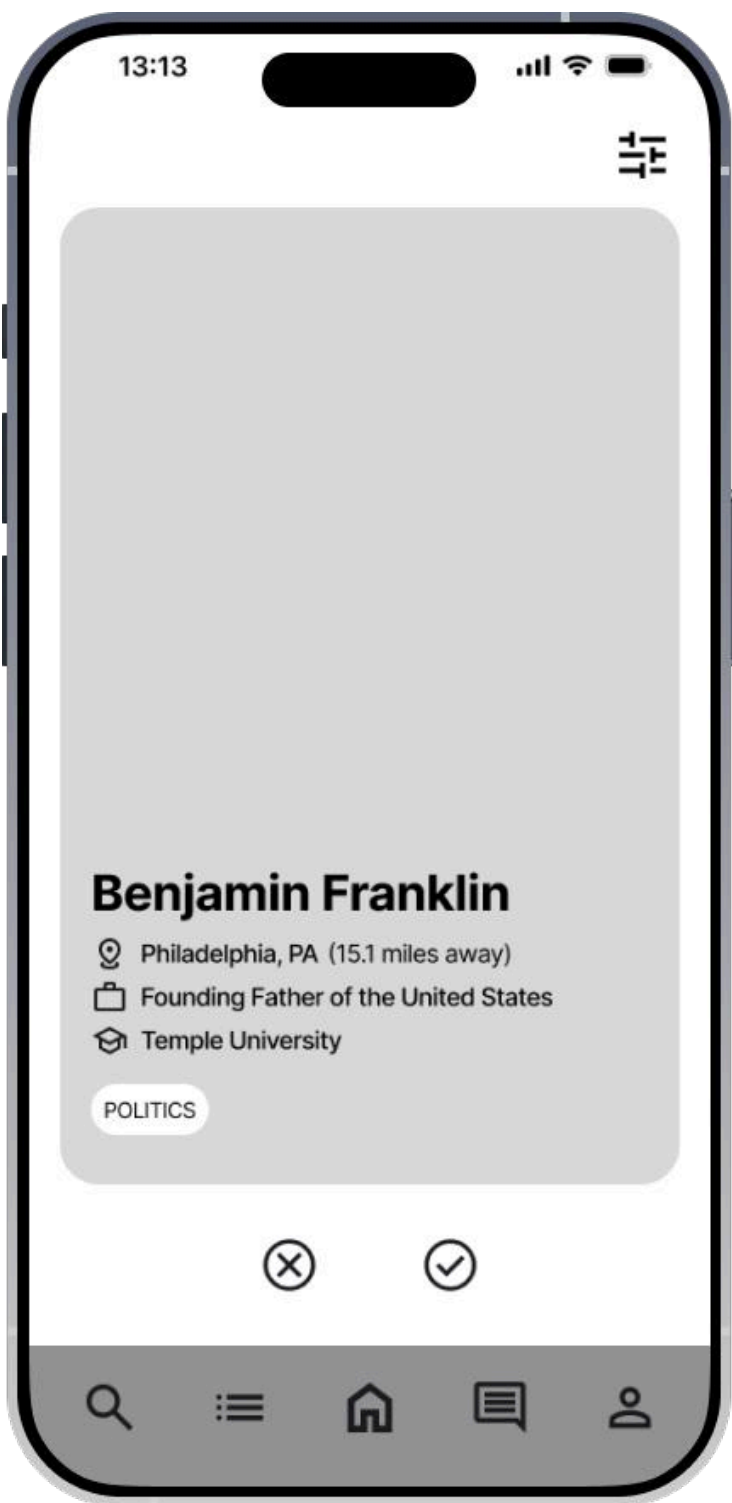 13:13
Benjamin Franklin
Philadelphia, PA (15.1 miles away)
Founding Father of the United States
Temple University
POLITICS